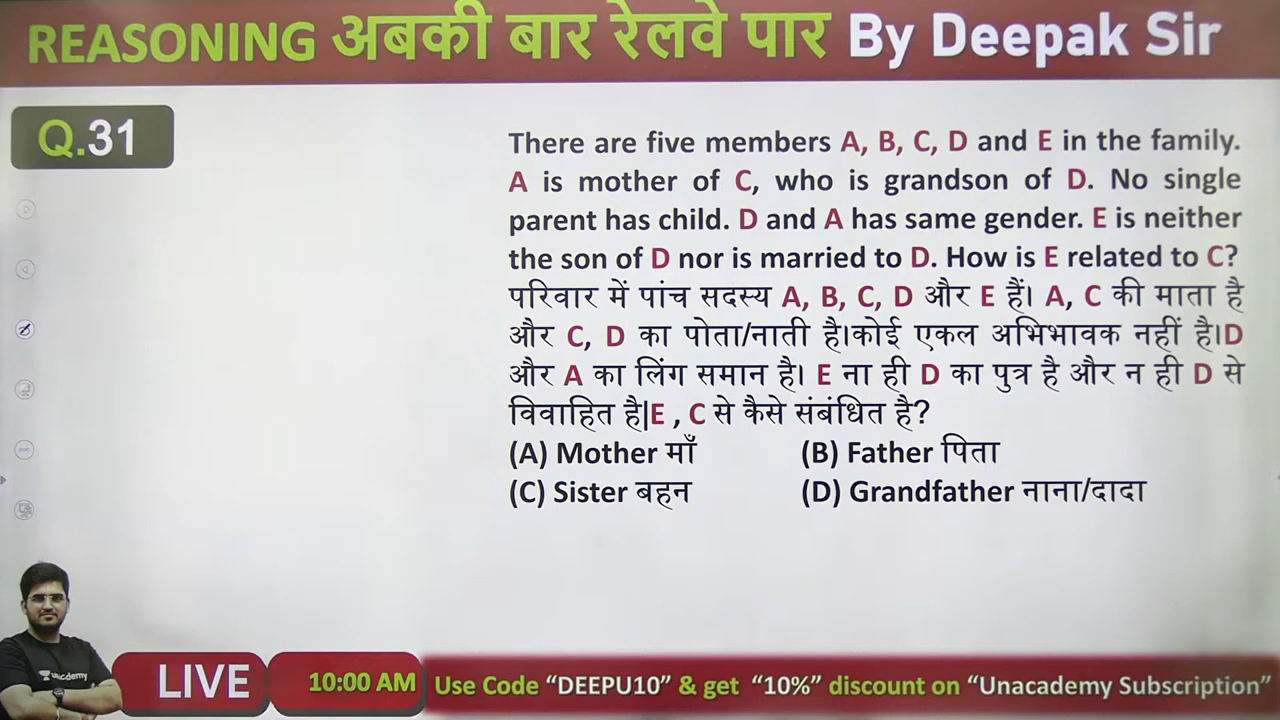 REASONING अबकी बार रेलवे पार By Deepak Sir
Q.31
There are five members A, B, C, D and E in the family.
A is mother of C, who is grandson of D. No single
parent has child. D and A has same gender. E is neither
the son of D nor is married to D. How is E related to C?
परिवार में पांच सदस्य A, B, C, D और E हैं। A, C की माता है
और C, D का पोता/नाती है।कोई एकल अभिभावक नहीं है।D
और A का लिंग समान है। E ना ही D का पुत्र है और न ही D से
विवाहित है|E , C से कैसे संबंधित है?
(A) Mother माँ (B) Father पिता
(C) Sister बहन (D) Grandfather नाना/दादा
unacdemy
LIVE 10:00 AM Use Code “DEEPU10” & get “10%” discount on “Unacademy Subscription”